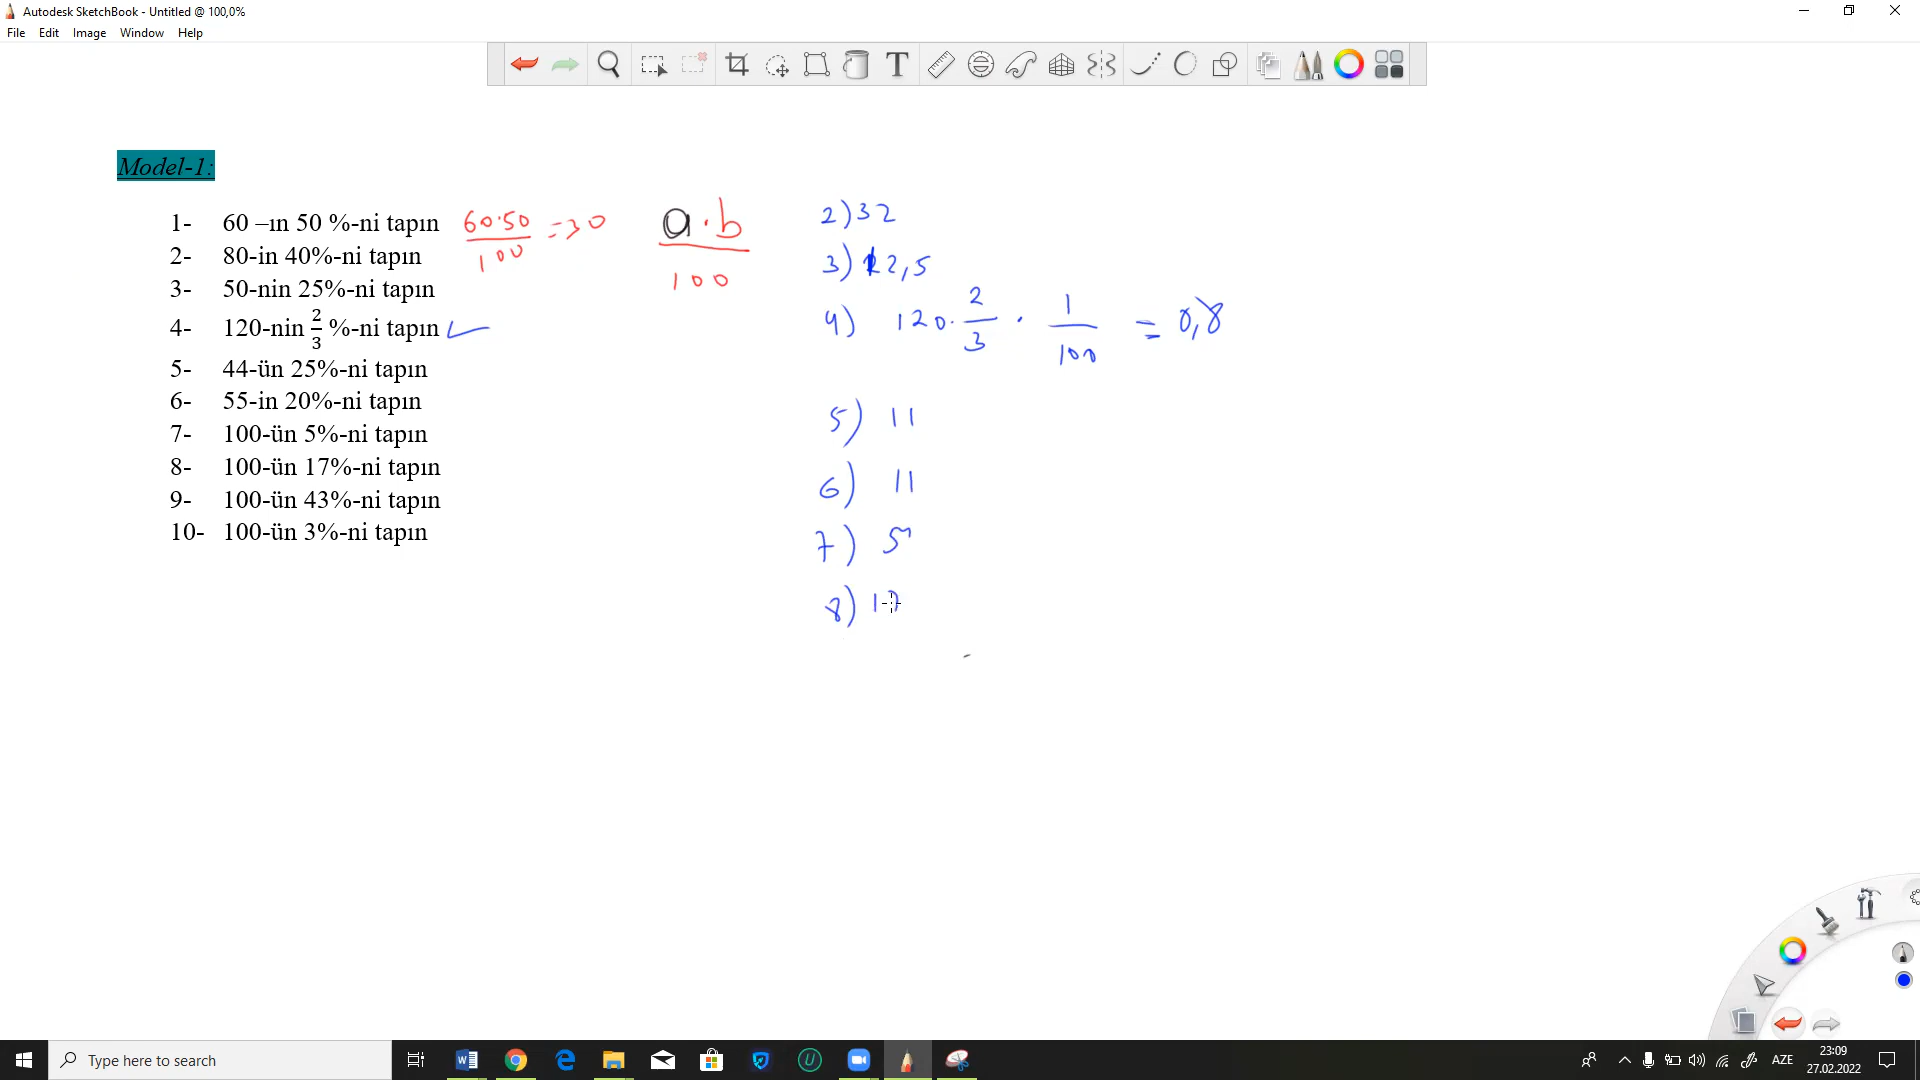 Autodesk SketchBook - Untitled @ 100,0%
File Edit Image Window Help
T
Model-1:
1- 60 –ın 50 %-ni tapın
2- 80-in 40%-ni tapın
3- 50-nin 25%-ni tapın
4- 120-nin 2/3 %-ni tapın
5- 44-ün 25%-ni tapın
6- 55-in 20%-ni tapın
7- 100-ün 5%-ni tapın
8- 100-ün 17%-ni tapın
9- 100-ün 43%-ni tapın
10- 100-ün 3%-ni tapın
60·50/100 = 30
a·b/100
2) 32
3) 12,5
4) 120·2/3 · 1/100 = 0,8
5) 11
6) 11
7) 5
8) 17
Type here to search
AZE
23:09
27.02.2022